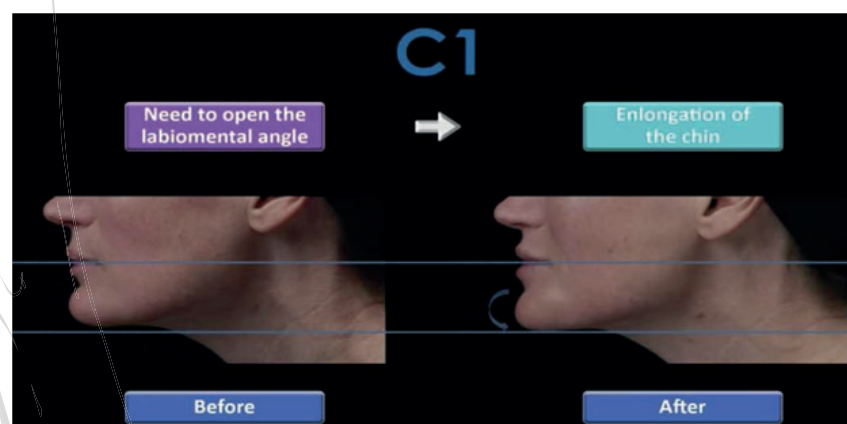 C1
Need to open the
labiomental angle
Enlongation of
the chin
Before
After